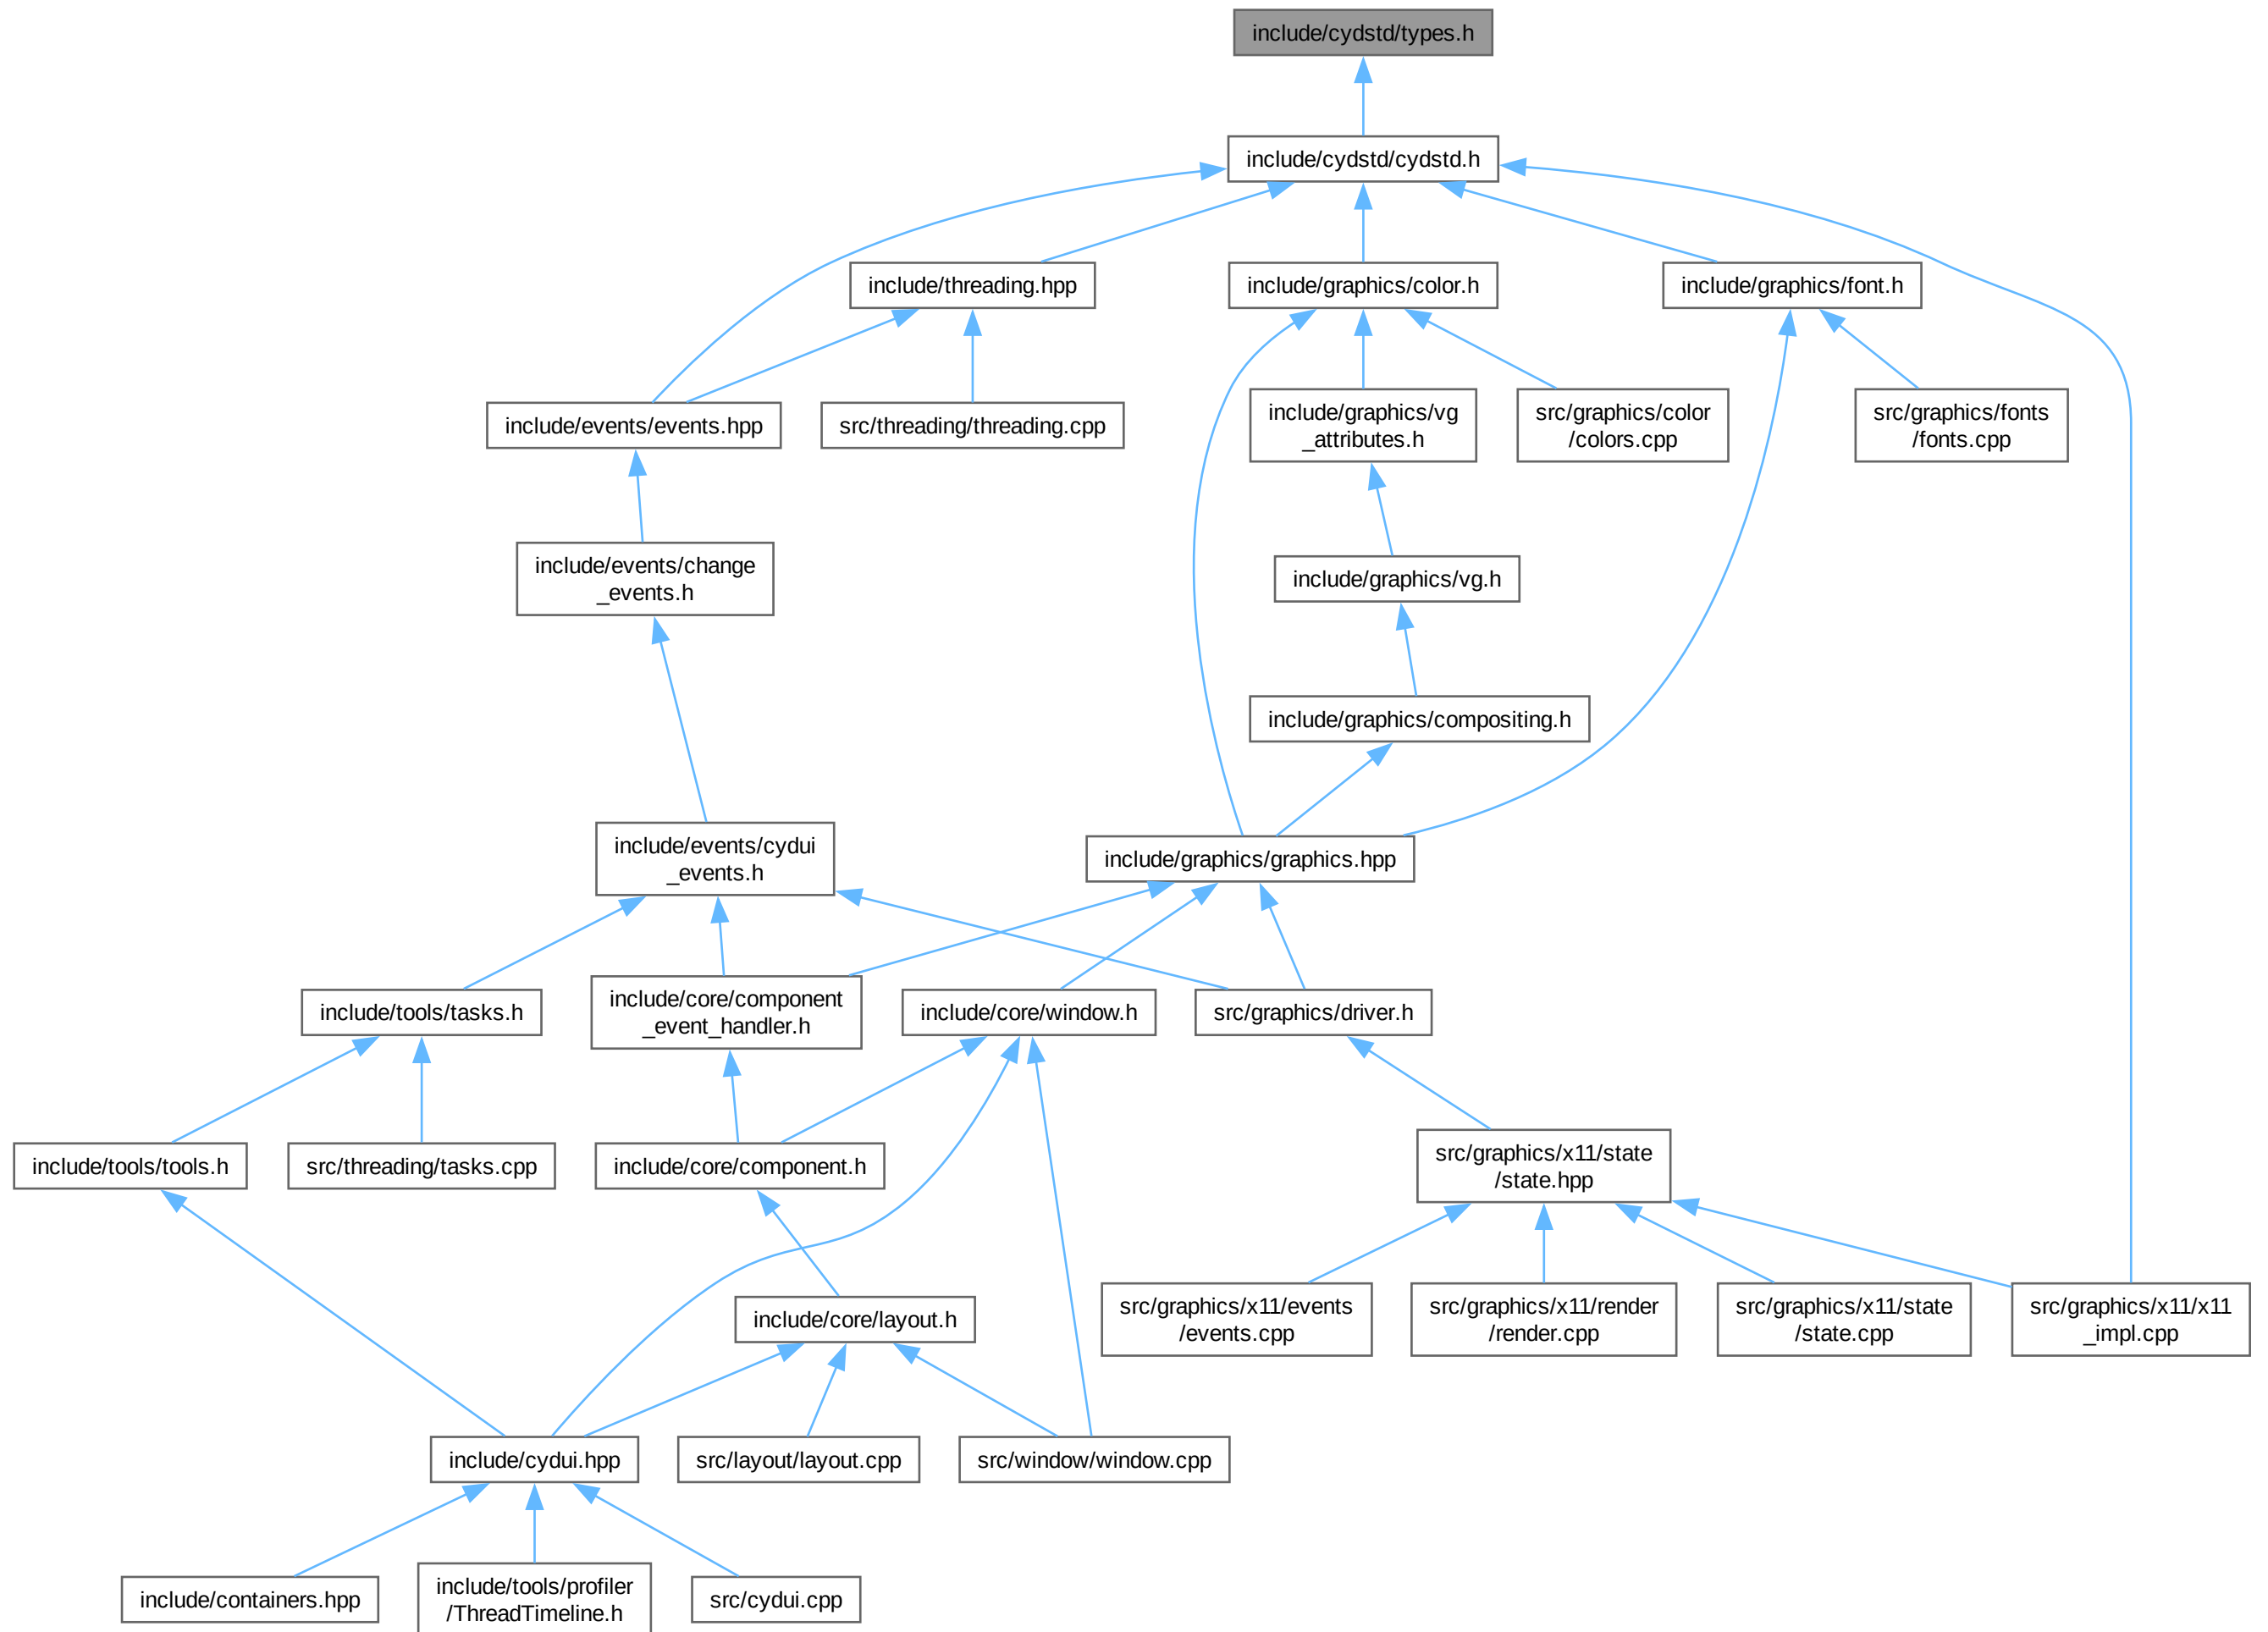 include/cydstd/types.h
include/cydstd/cydstd.h
include/threading.hpp
include/graphics/color.h
include/graphics/font.h
include/events/events.hpp
src/threading/threading.cpp
include/graphics/vg
_attributes.h
src/graphics/color
/colors.cpp
src/graphics/fonts
/fonts.cpp
include/events/change
_events.h
include/graphics/vg.h
include/graphics/compositing.h
include/events/cydui
_events.h
include/graphics/graphics.hpp
include/tools/tasks.h
include/core/component
_event_handler.h
include/core/window.h
src/graphics/driver.h
include/tools/tools.h
src/threading/tasks.cpp
include/core/component.h
src/graphics/x11/state
/state.hpp
include/core/layout.h
src/graphics/x11/events
/events.cpp
src/graphics/x11/render
/render.cpp
src/graphics/x11/state
/state.cpp
src/graphics/x11/x11
_impl.cpp
include/cydui.hpp
src/layout/layout.cpp
src/window/window.cpp
include/containers.hpp
include/tools/profiler
/ThreadTimeline.h
src/cydui.cpp